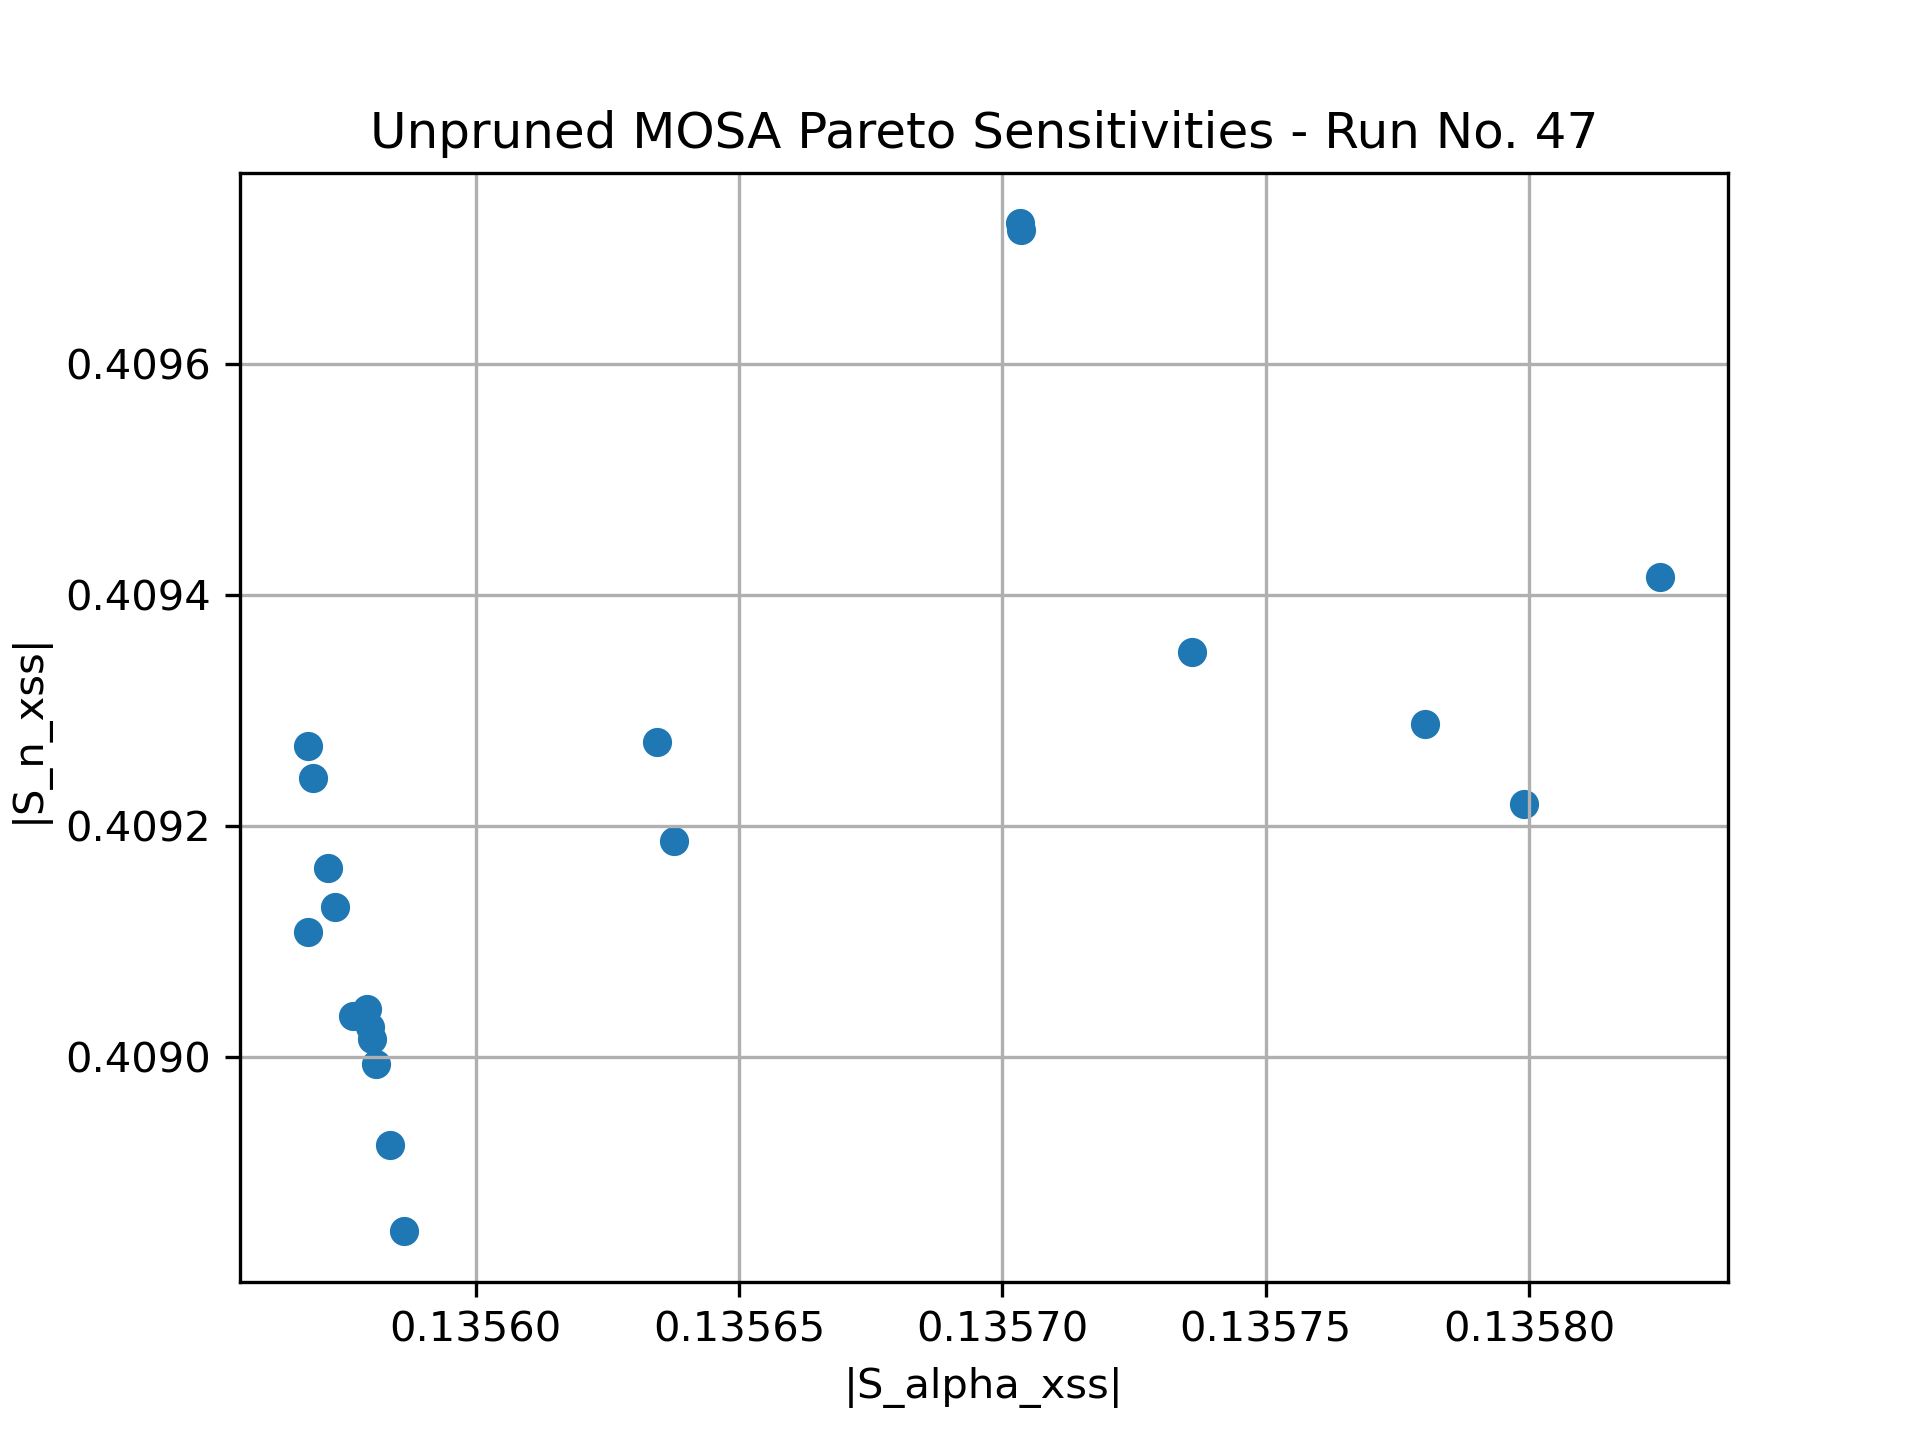 Unpruned MOSA Pareto Sensitivities - Run No. 47
|S_n_xss|
0.4096
0.4094
0.4092
0.4090
0.13560 0.13565 0.13570 0.13575 0.13580
|S_alpha_xss|